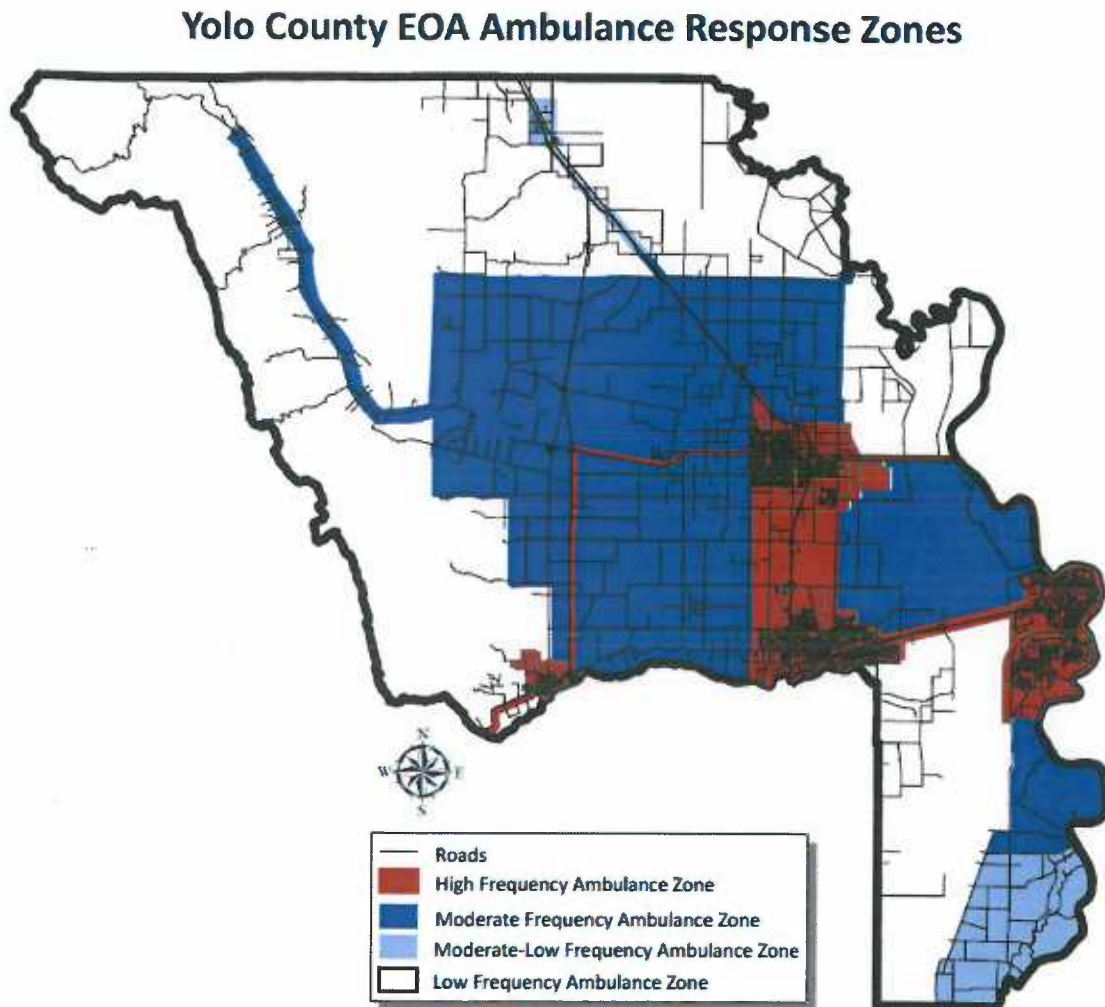 Yolo County EOA Ambulance Response Zones
N
W E
S
Roads
High Frequency Ambulance Zone
Moderate Frequency Ambulance Zone
Moderate-Low Frequency Ambulance Zone
Low Frequency Ambulance Zone